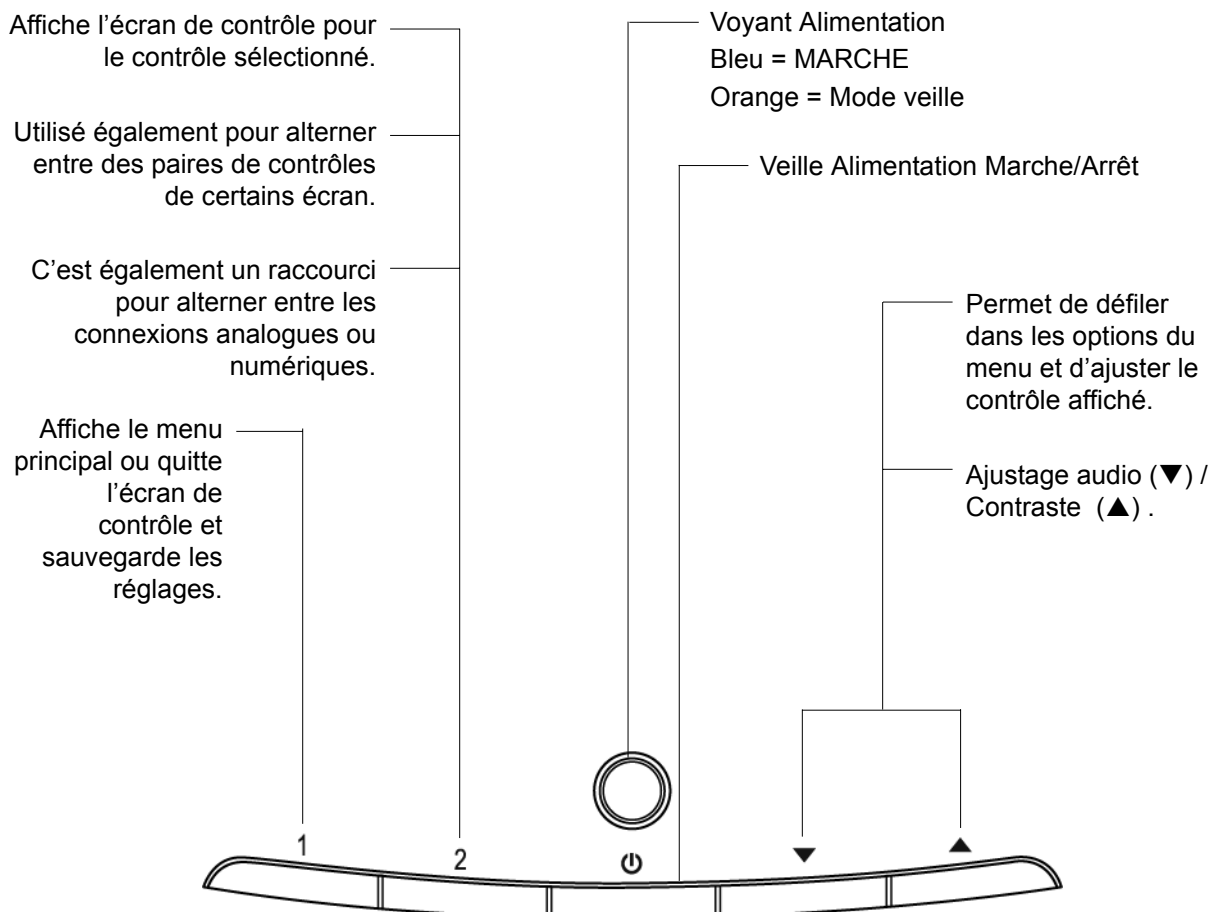 Affiche l’écran de contrôle pour
le contrôle sélectionné.
Utilisé également pour alterner
entre des paires de contrôles
de certains écran.
C’est également un raccourci
pour alterner entre les
connexions analogues ou
numériques.
Affiche le menu
principal ou quitte
l’écran de
contrôle et
sauvegarde les
réglages.
Voyant Alimentation
Bleu = MARCHE
Orange = Mode veille
Veille Alimentation Marche/Arrêt
Permet de défiler
dans les options du
menu et d’ajuster le
contrôle affiché.
Ajustage audio (▼) /
Contraste (▲) .
1
2
▼
▲